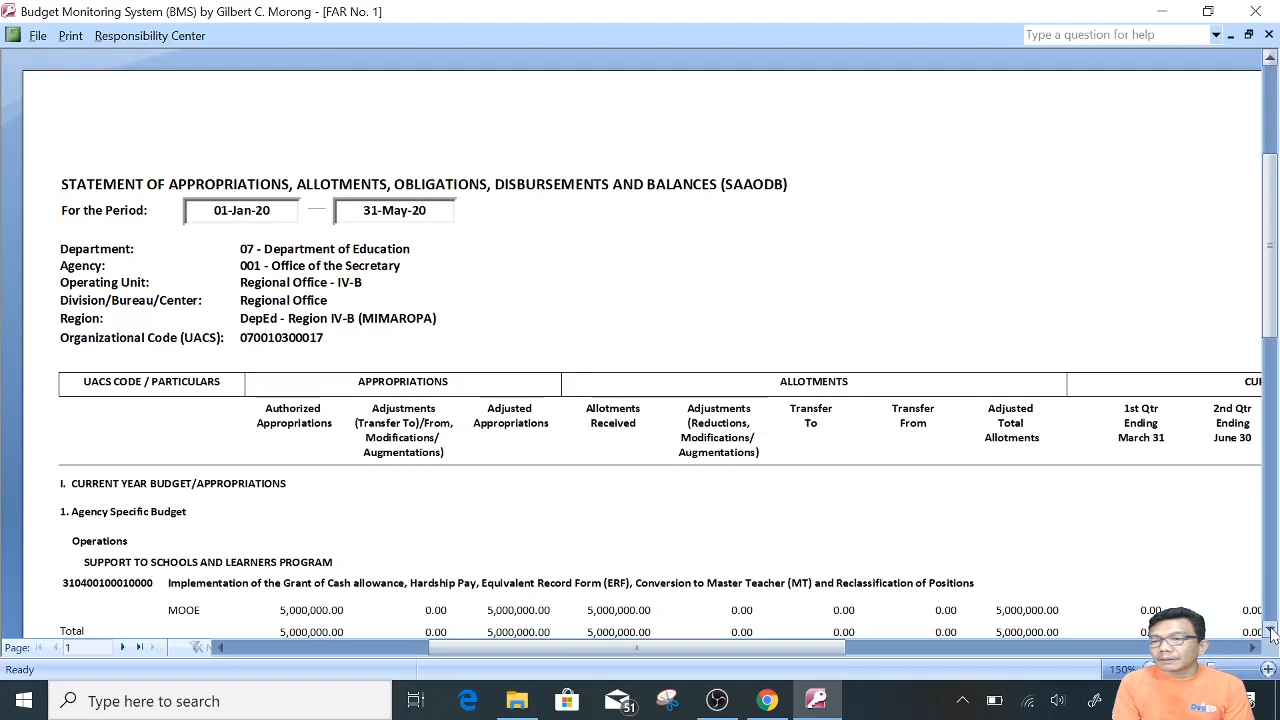 Budget Monitoring System (BMS) by Gilbert C. Morong - [FAR No. 1]
File Print Responsibility Center Type a question for help
STATEMENT OF APPROPRIATIONS, ALLOTMENTS, OBLIGATIONS, DISBURSEMENTS AND BALANCES (SAAODB)
For the Period: 01-Jan-20 — 31-May-20
Department: 07 - Department of Education
Agency: 001 - Office of the Secretary
Operating Unit: Regional Office - IV-B
Division/Bureau/Center: Regional Office
Region: DepEd - Region IV-B (MIMAROPA)
Organizational Code (UACS): 070010300017
UACS CODE / PARTICULARS APPROPRIATIONS ALLOTMENTS CUI
Authorized Adjustments Adjusted Allotments Adjustments Transfer Transfer Adjusted 1st Qtr 2nd Qtr
Appropriations (Transfer To)/From, Appropriations Received (Reductions, To From Total Ending Ending
Modifications/ Modifications/ Allotments March 31 June 30
Augmentations) Augmentations)
I. CURRENT YEAR BUDGET/APPROPRIATIONS
1. Agency Specific Budget
Operations
SUPPORT TO SCHOOLS AND LEARNERS PROGRAM
310400100010000 Implementation of the Grant of Cash allowance, Hardship Pay, Equivalent Record Form (ERF), Conversion to Master Teacher (MT) and Reclassification of Positions
MOOE 5,000,000.00 0.00 5,000,000.00 5,000,000.00 0.00 0.00 0.00 5,000,000.00 0.00 0.00
Total 5,000,000.00 0.00 5,000,000.00 5,000,000.00 0.00 0.00 0.00 5,000,000.00
Page: 1
Ready 150%
Type here to search 51